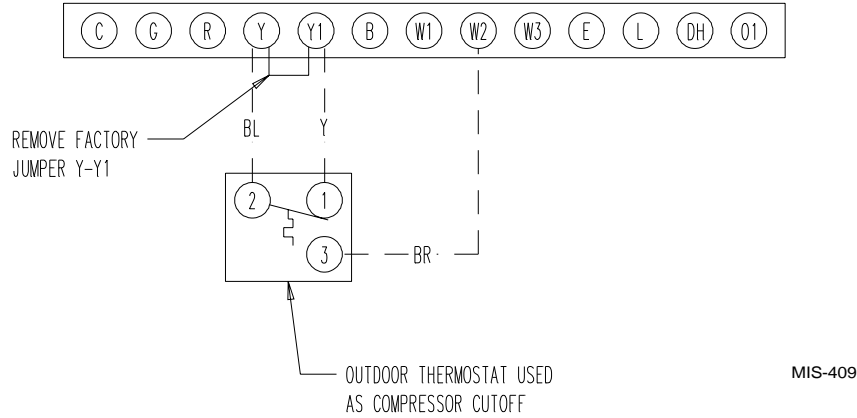 C G R Y Y1 B W1 W2 W3 E L DH O1
REMOVE FACTORY
JUMPER Y-Y1
BL Y
2 1
3 BR
OUTDOOR THERMOSTAT USED
AS COMPRESSOR CUTOFF
MIS-409